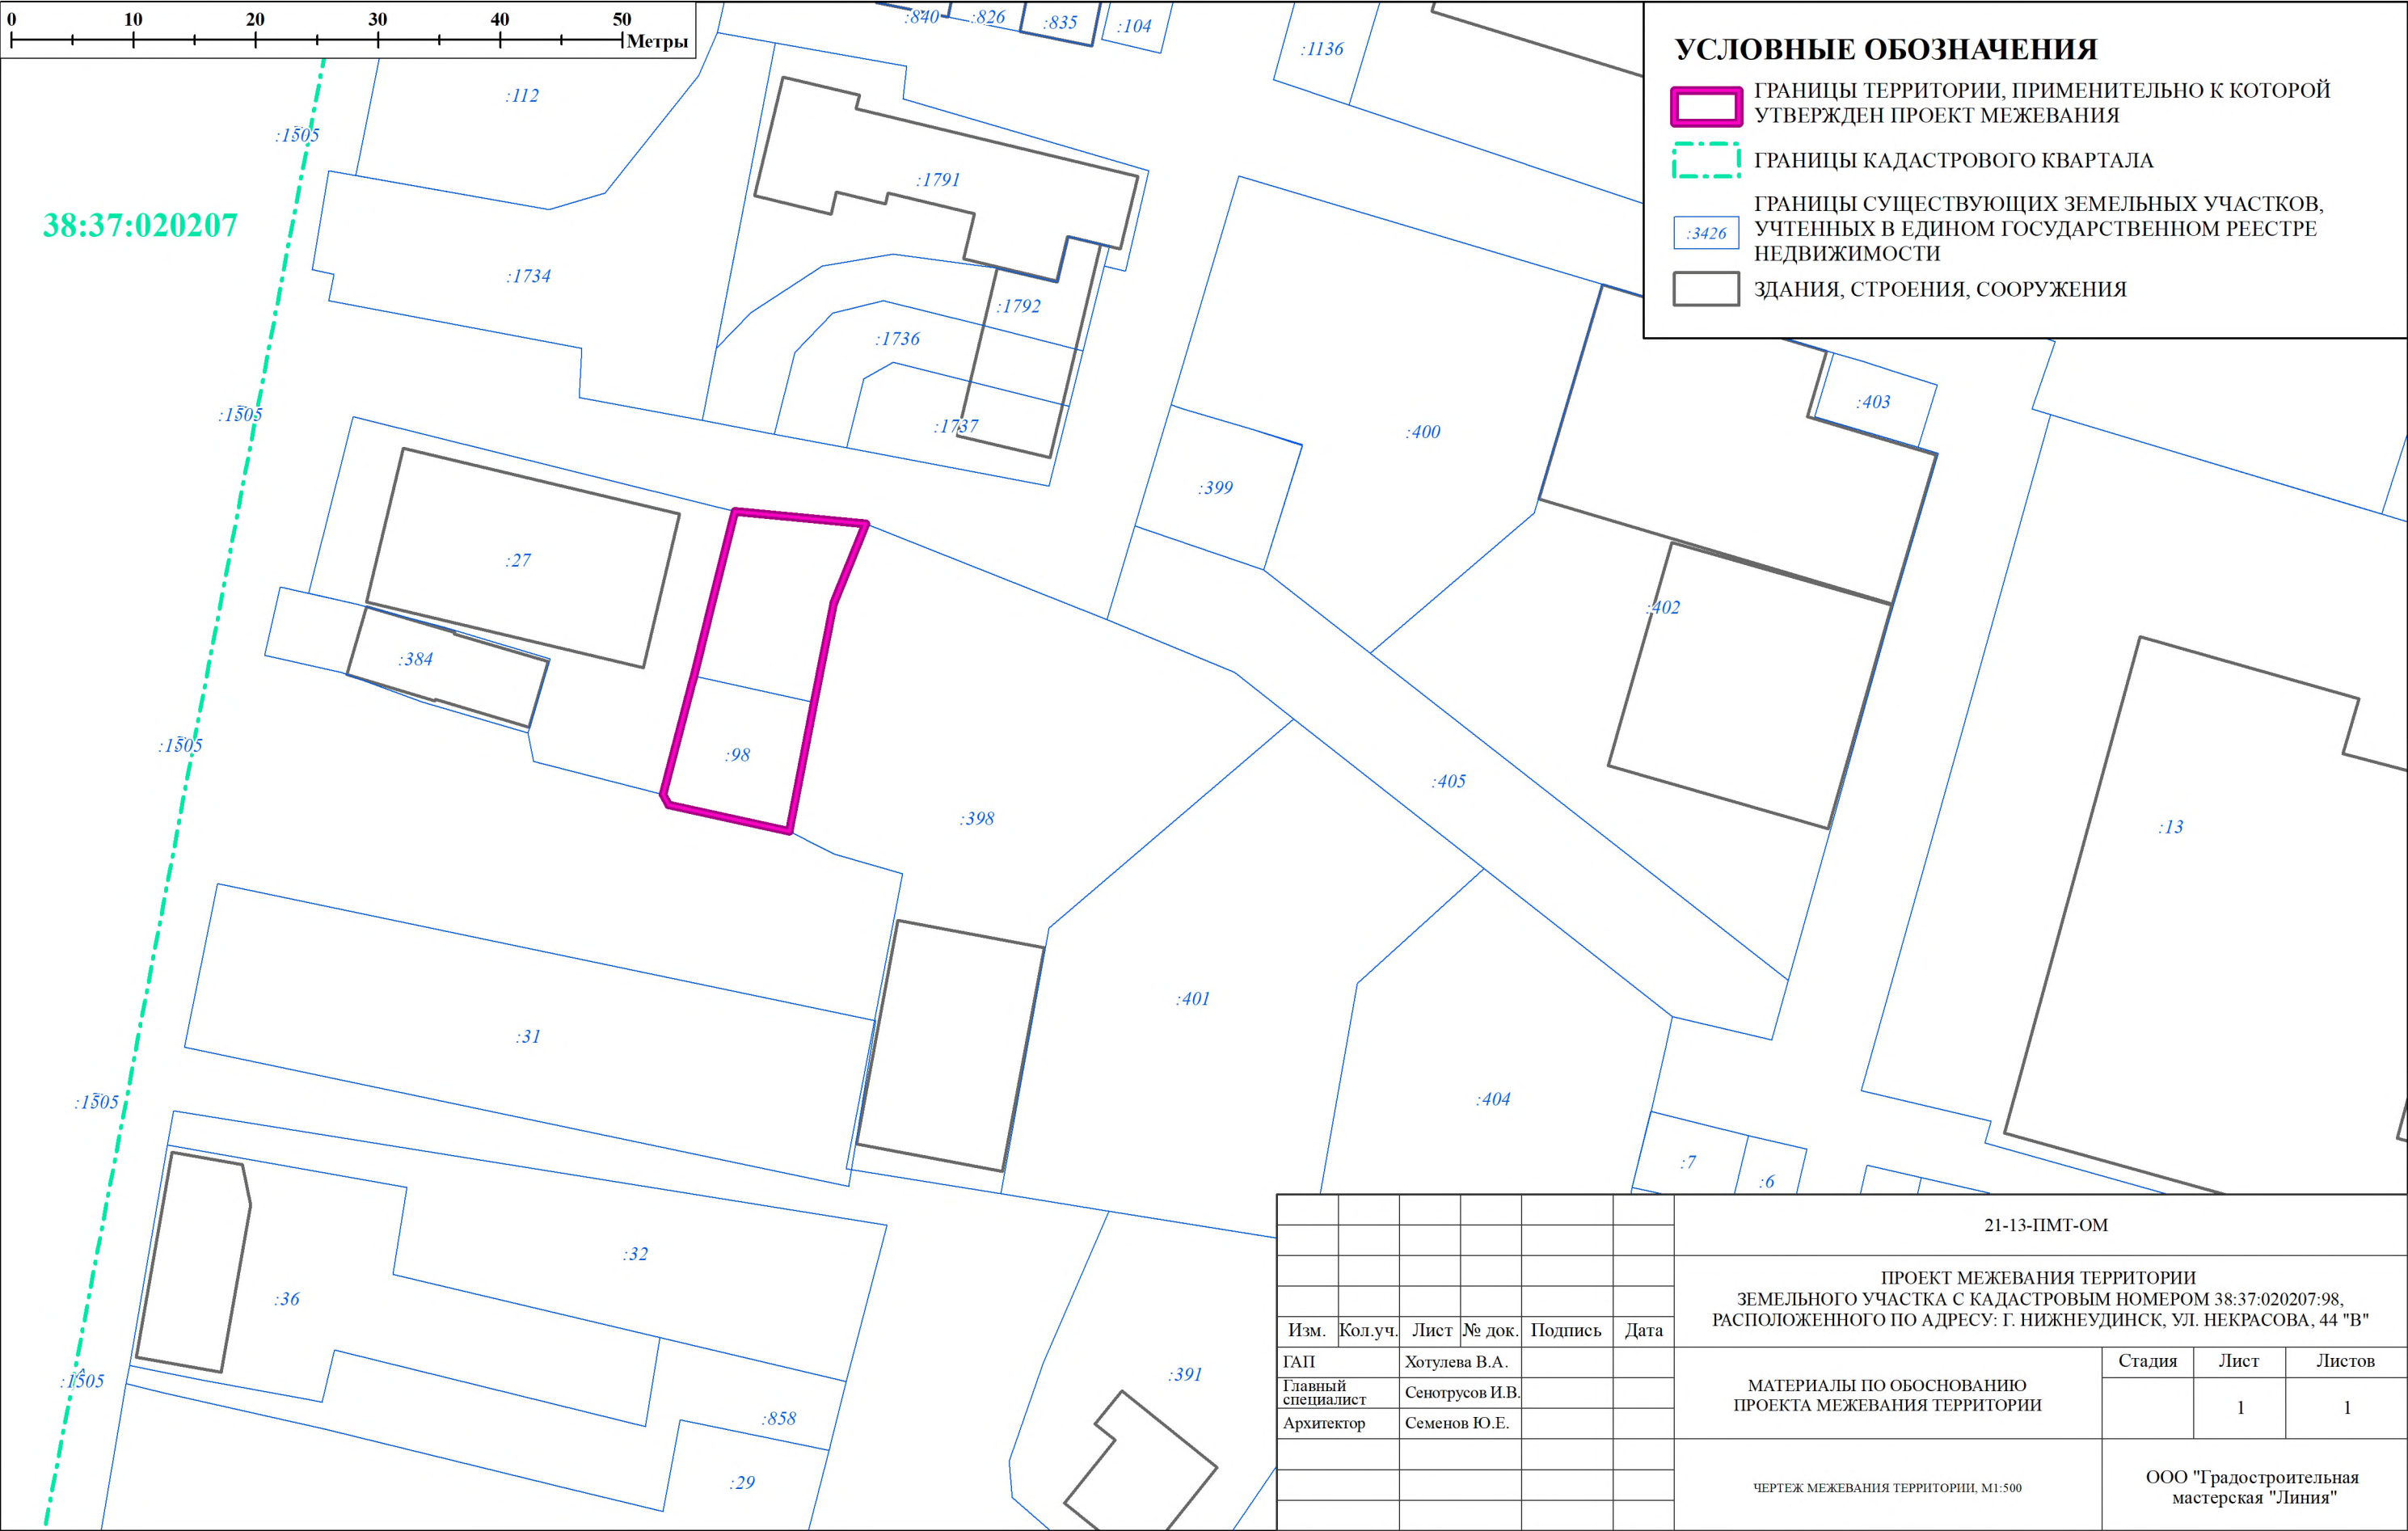 0 10 20 30 40 50
Метры
УСЛОВНЫЕ ОБОЗНАЧЕНИЯ
ГРАНИЦЫ ТЕРРИТОРИИ, ПРИМЕНИТЕЛЬНО К КОТОРОЙ
УТВЕРЖДЕН ПРОЕКТ МЕЖЕВАНИЯ
ГРАНИЦЫ КАДАСТРОВОГО КВАРТАЛА
ГРАНИЦЫ СУЩЕСТВУЮЩИХ ЗЕМЕЛЬНЫХ УЧАСТКОВ,
:3426 УЧТЕННЫХ В ЕДИНОМ ГОСУДАРСТВЕННОМ РЕЕСТРЕ
НЕДВИЖИМОСТИ
ЗДАНИЯ, СТРОЕНИЯ, СООРУЖЕНИЯ
:840 :826 :835 :104
:1136
:112
:1505
:1791
38:37:020207
:1734
:1792
:1736
:403
:1505
:1737
:400
:399
:27
:402
:384
:1505
:98
:405
:398
:13
:401
:31
:1505
:404
:7
:6
:32
:36
:1505
:391
:858
:29
21-13-ПМТ-ОМ
ПРОЕКТ МЕЖЕВАНИЯ ТЕРРИТОРИИ
ЗЕМЕЛЬНОГО УЧАСТКА С КАДАСТРОВЫМ НОМЕРОМ 38:37:020207:98,
РАСПОЛОЖЕННОГО ПО АДРЕСУ: Г. НИЖНЕУДИНСК, УЛ. НЕКРАСОВА, 44 "В"
Изм. Кол.уч. Лист № док. Подпись Дата
ГАП Хотулева В.А.
Главный
специалист Сенотрусов И.В.
Архитектор Семенов Ю.Е.
МАТЕРИАЛЫ ПО ОБОСНОВАНИЮ
ПРОЕКТА МЕЖЕВАНИЯ ТЕРРИТОРИИ
Стадия Лист Листов
1 1
ЧЕРТЕЖ МЕЖЕВАНИЯ ТЕРРИТОРИИ, М1:500
ООО "Градостроительная
мастерская "Линия"